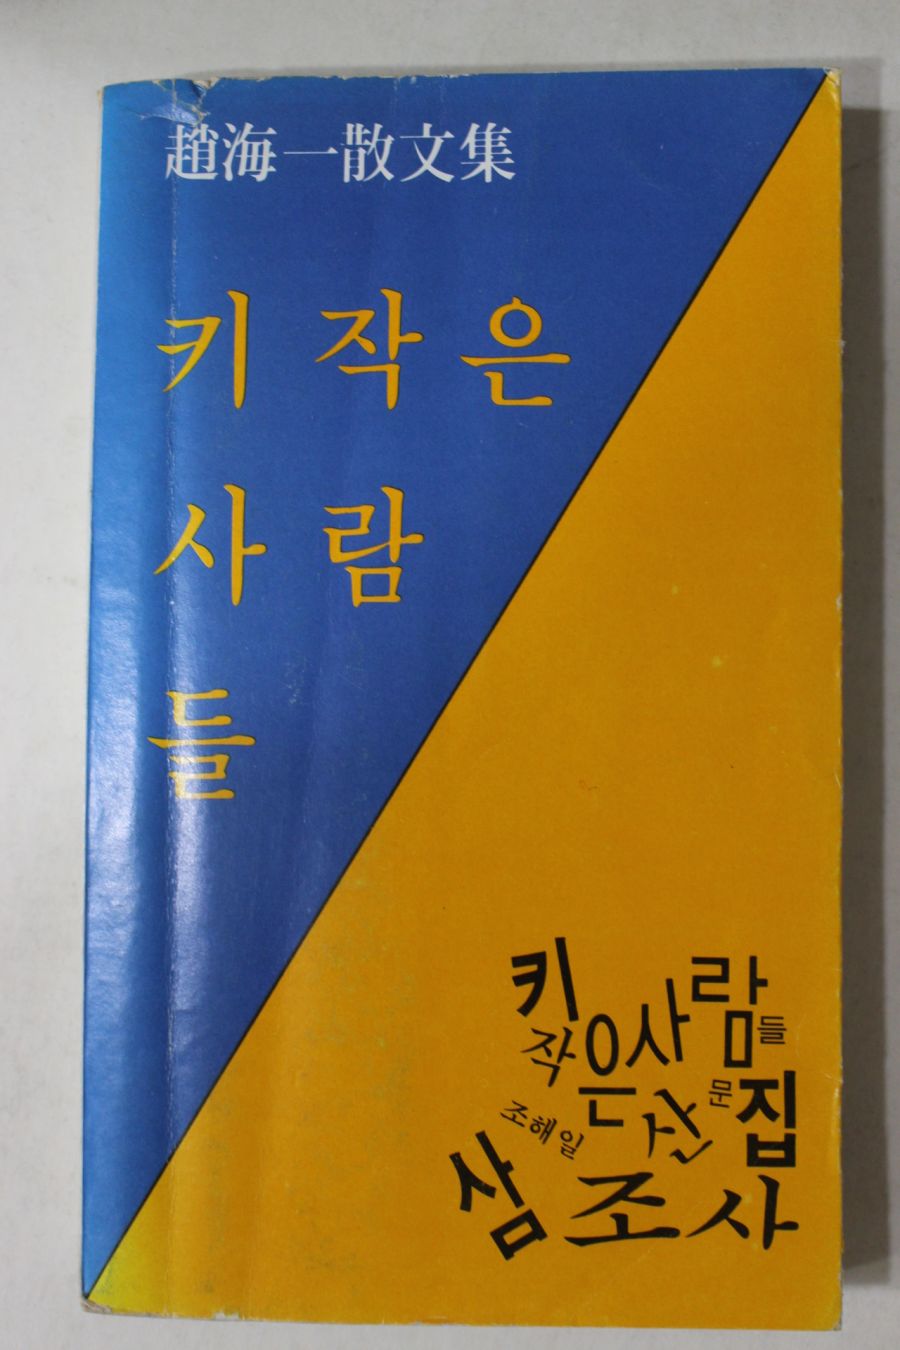 趙海一散文集
키 작은
사람
들
키작은사람들
조해일 산문집
삼조사